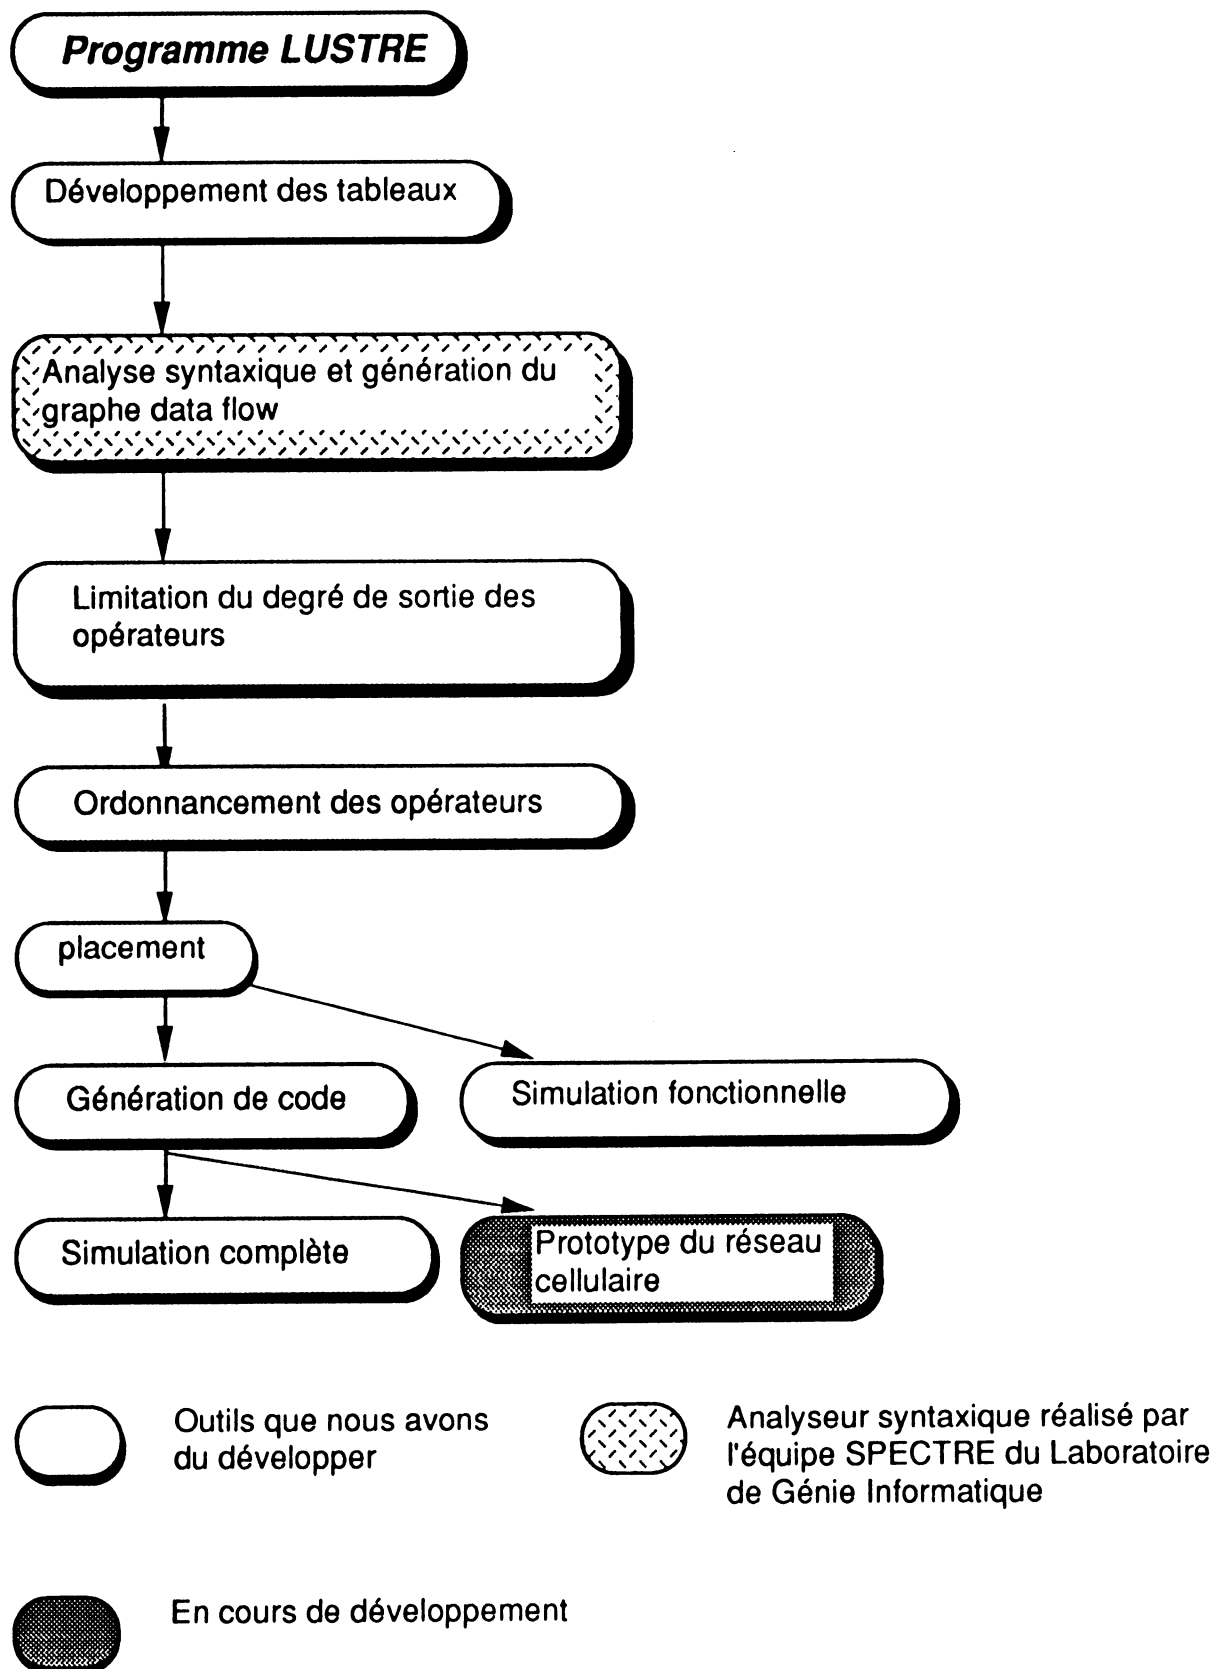 Programme LUSTRE
Développement des tableaux
Analyse syntaxique et génération du
graphe data flow
Limitation du degré de sortie des
opérateurs
Ordonnancement des opérateurs
placement
Génération de code
Simulation fonctionnelle
Simulation complète
Prototype du réseau
cellulaire
Outils que nous avons
du développer
Analyseur syntaxique réalisé par
l'équipe SPECTRE du Laboratoire
de Génie Informatique
En cours de développement